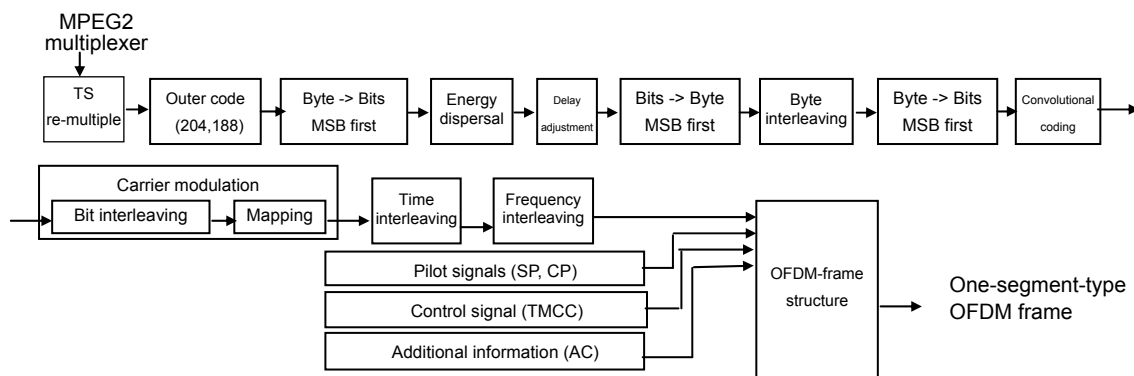 MPEG2
multiplexer
TS
re-multiple
Outer code
(204,188)
Byte -> Bits
MSB first
Energy
dispersal
Delay
adjustment
Bits -> Byte
MSB first
Byte
interleaving
Byte -> Bits
MSB first
Convolutional
coding
Carrier modulation
Bit interleaving
Mapping
Time
interleaving
Frequency
interleaving
Pilot signals (SP, CP)
Control signal (TMCC)
Additional information (AC)
OFDM-frame
structure
One-segment-type
OFDM frame